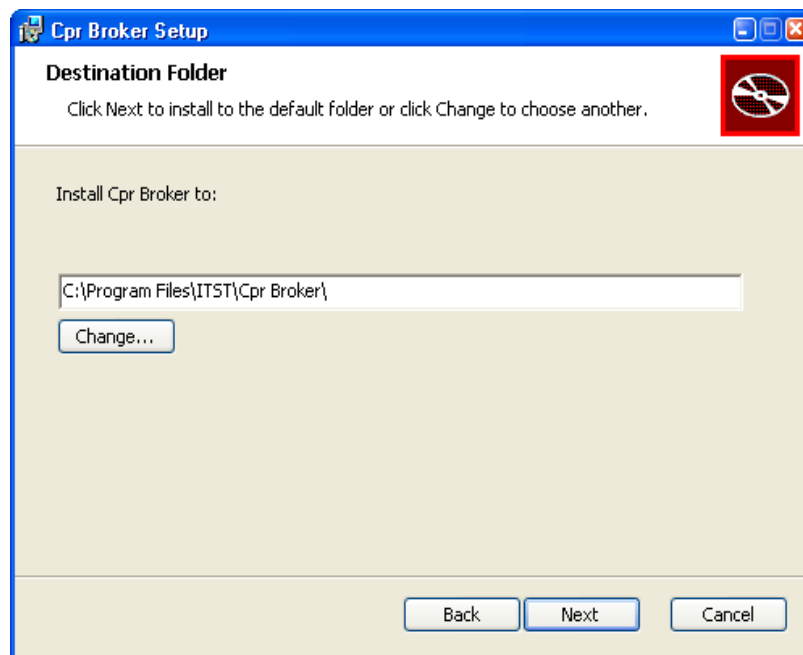 Cpr Broker Setup
Destination Folder
Click Next to install to the default folder or click Change to choose another.
Install Cpr Broker to:
C:\Program Files\ITST\Cpr Broker\
Change...
Back Next Cancel